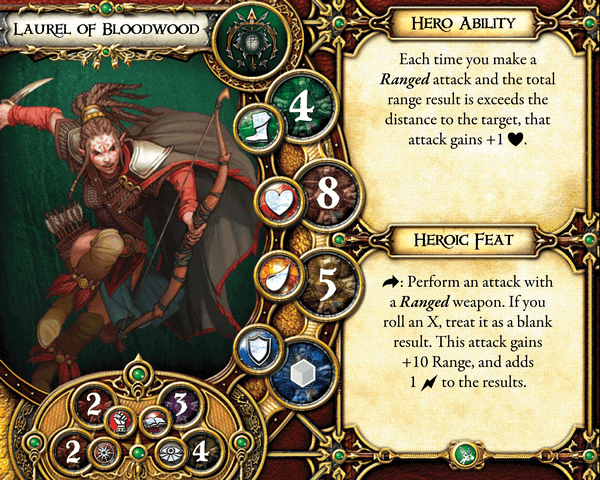 Laurel of Bloodwood
4
8
5
2
3
2
4
Hero Ability
Each time you make a
Ranged attack and the total
range result is exceeds the
distance to the target, that
attack gains +1 .
Heroic Feat
: Perform an attack with
a Ranged weapon. If you
roll an X, treat it as a blank
result. This attack gains
+10 Range, and adds
1 to the results.